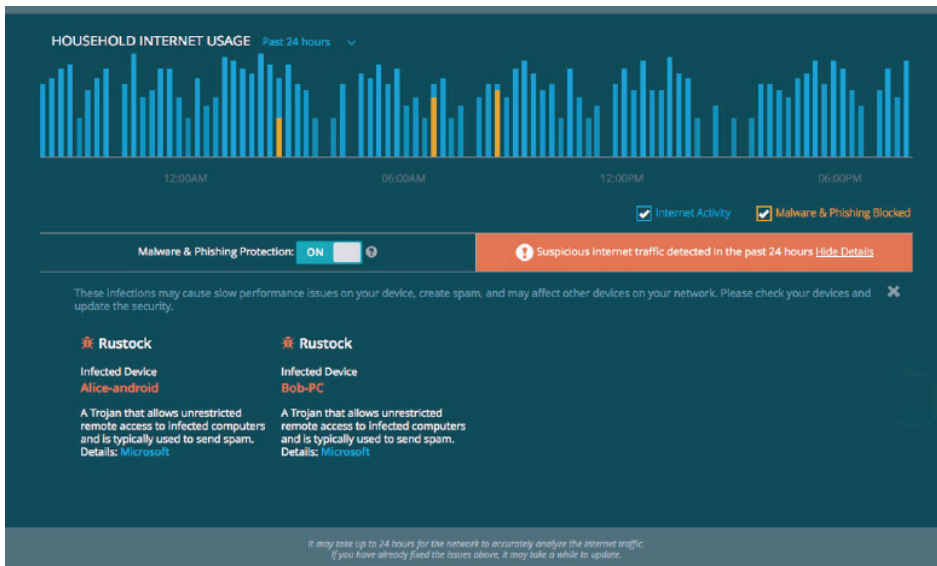 HOUSEHOLD INTERNET USAGE Past 24 hours
12:00AM 06:00AM 12:00PM 06:00PM
Internet Activity Malware & Phishing Blocked
Malware & Phishing Protection: ON ?
! Suspicious internet traffic detected in the past 24 hours Hide Details
These infections may cause slow performance issues on your device, create spam, and may affect other devices on your network. Please check your devices and
update the security.
Rustock
Infected Device
Alice-android
A Trojan that allows unrestricted
remote access to infected computers
and is typically used to send spam.
Details: Microsoft
Rustock
Infected Device
Bob-PC
A Trojan that allows unrestricted
remote access to infected computers
and is typically used to send spam.
Details: Microsoft
It may take up to 24 hours for the network to accurately analyze the internet traffic.
If you have already fixed the issues above, it may take a while to update.